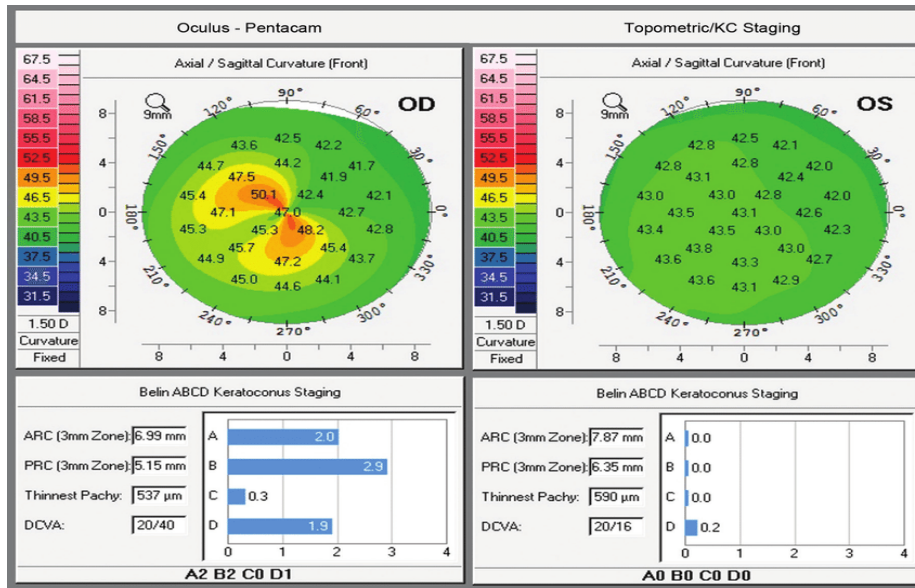 Oculus - Pentacam
Topometric/KC Staging
Axial / Sagittal Curvature (Front)
OD
9mm
67.5
64.5
61.5
58.5
55.5
52.5
49.5
46.5
43.5
40.5
37.5
34.5
31.5
1.50 D
Curvature
Fixed
8
4
0
4
8
90°
120°
60°
150°
30°
180°
0°
210°
330°
240°
300°
270°
42.5
43.6 42.2
44.7 44.2 41.7
47.5 41.9
45.4 50.1 42.4 42.1
47.1 47.0 42.7
45.3 45.3 48.2 42.8
45.7 45.4
44.9 47.2 43.7
45.0 44.1
44.6
8 4 0 4 8
Axial / Sagittal Curvature (Front)
OS
9mm
67.5
64.5
61.5
58.5
55.5
52.5
49.5
46.5
43.5
40.5
37.5
34.5
31.5
1.50 D
Curvature
Fixed
8
4
0
4
8
90°
120°
60°
150°
30°
180°
0°
210°
330°
240°
300°
270°
42.5
42.8 42.1
42.8 42.8 42.0
43.1 42.4
43.0 43.0 42.8 42.0
43.5 43.1 42.6
43.4 43.5 43.0 42.3
43.8 43.0
43.6 43.3 42.7
43.6 42.9
43.1
8 4 0 4 8
Belin ABCD Keratoconus Staging
ARC (3mm Zone): 6.99 mm
PRC (3mm Zone): 5.15 mm
Thinnest Pachy: 537 µm
DCVA: 20/40
A 2.0
B 2.9
C 0.3
D 1.9
0 1 2 3 4
A2 B2 C0 D1
Belin ABCD Keratoconus Staging
ARC (3mm Zone): 7.87 mm
PRC (3mm Zone): 6.35 mm
Thinnest Pachy: 590 µm
DCVA: 20/16
A 0.0
B 0.0
C 0.0
D 0.2
0 1 2 3 4
A0 B0 C0 D0